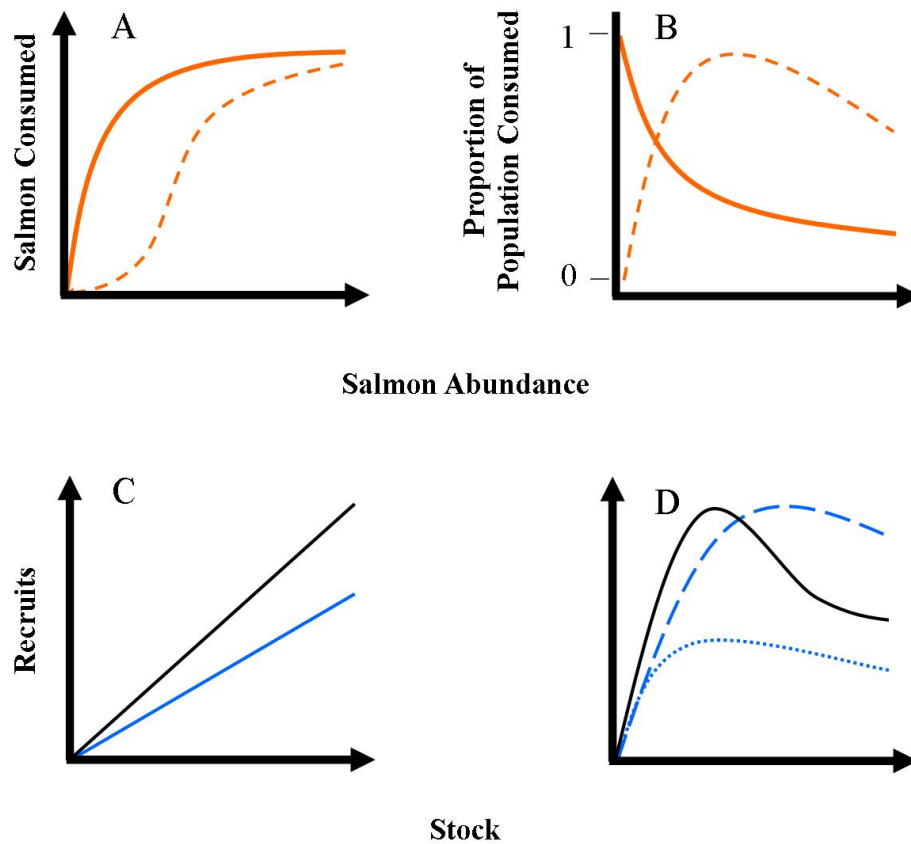 A
Salmon Consumed
B
Proportion of
Population Consumed
1
0
Salmon Abundance
C
Recruits
D
Stock